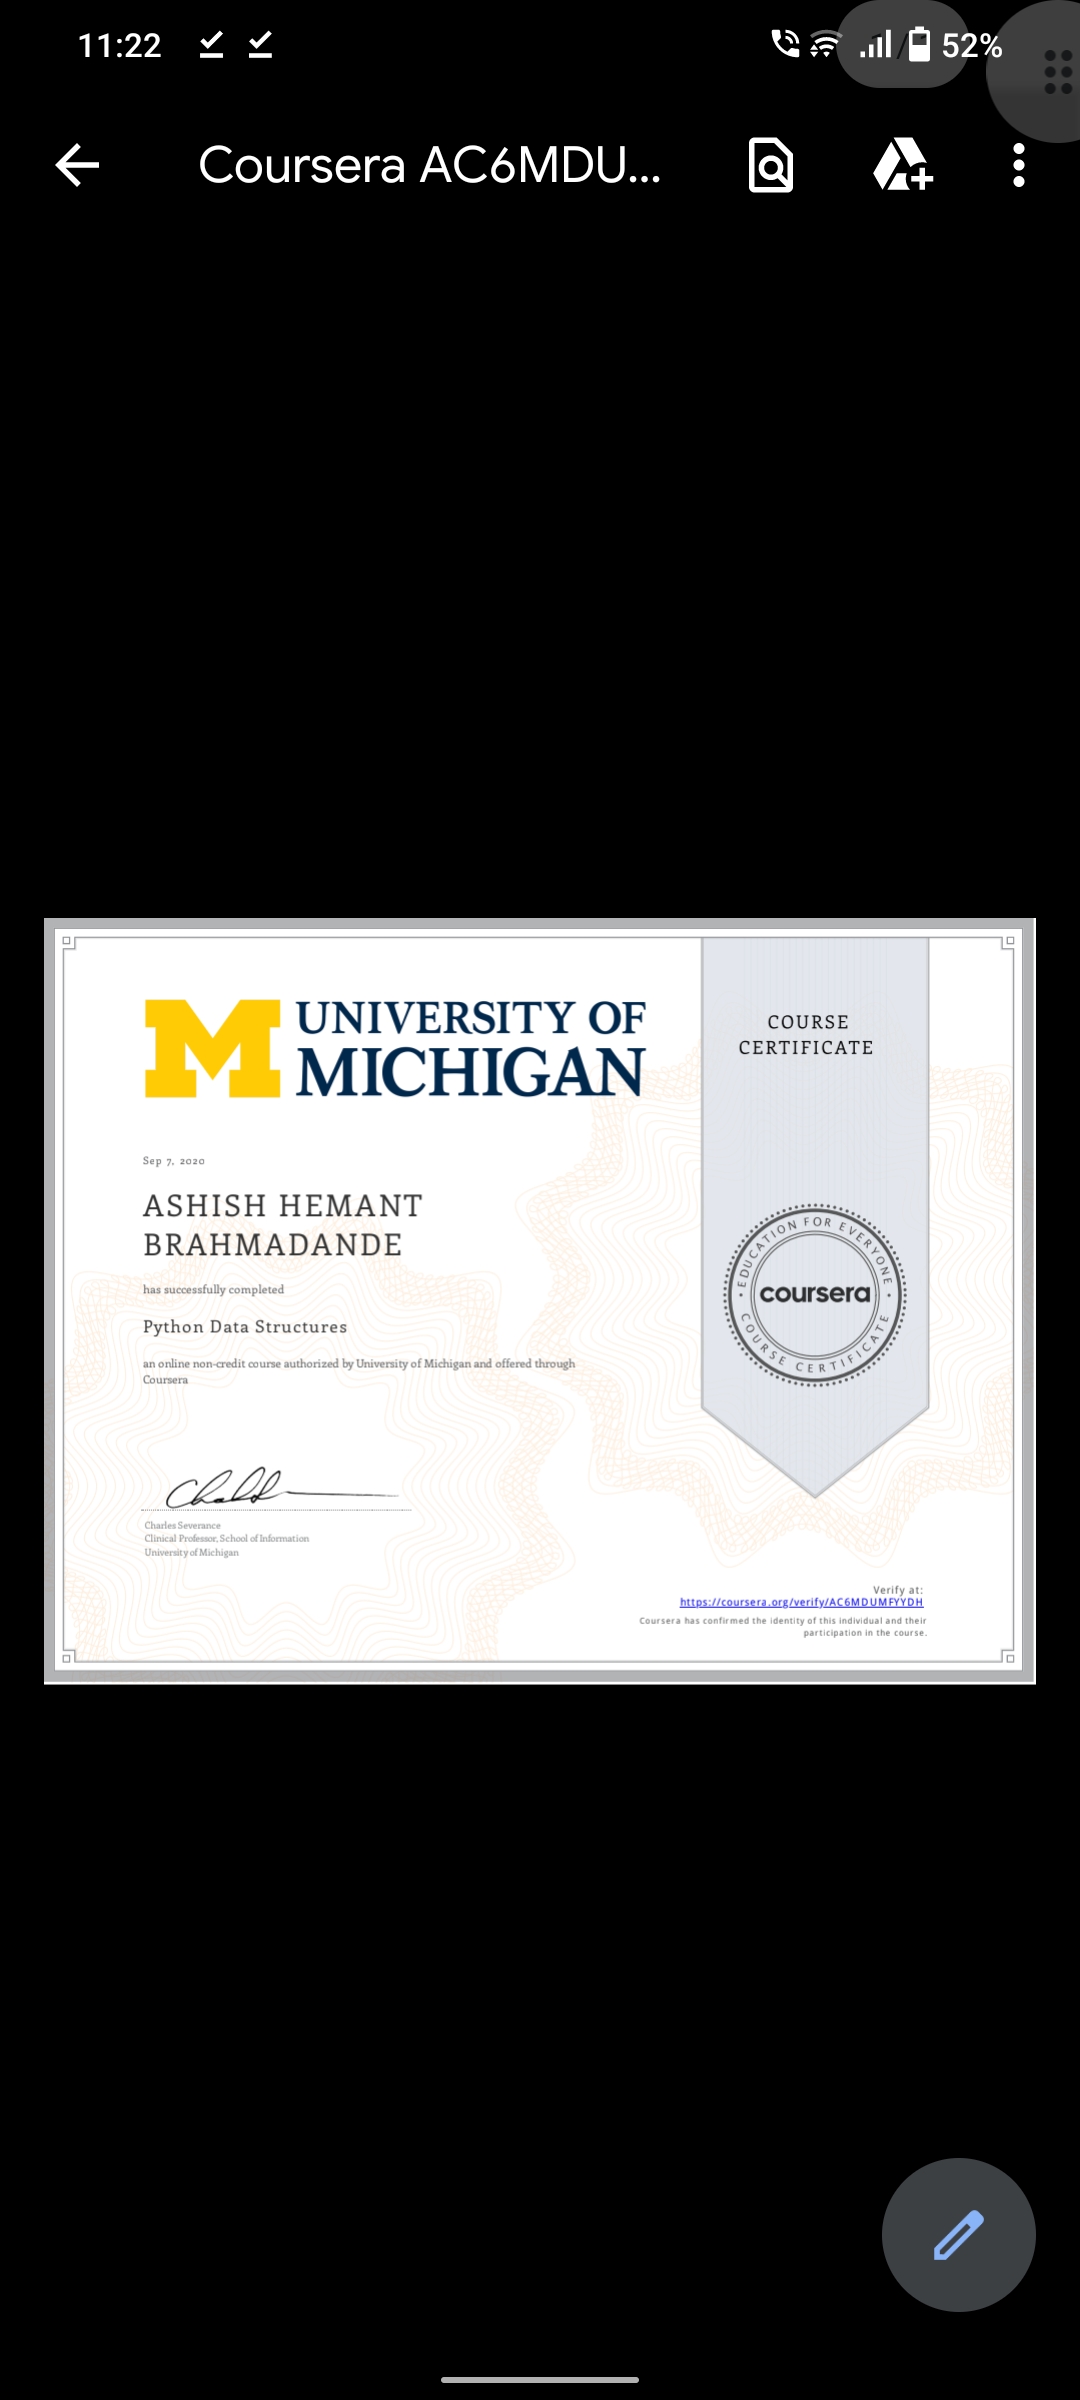 11:22
52%
Coursera AC6MDU...
UNIVERSITY OF
MICHIGAN
COURSE
CERTIFICATE
Sep 7, 2020
ASHISH HEMANT
BRAHMADANDE
has successfully completed
Python Data Structures
an online non-credit course authorized by University of Michigan and offered through
Coursera
EDUCATION FOR EVERYONE
coursera
COURSE CERTIFICATE
Charles Severance
Clinical Professor, School of Information
University of Michigan
Verify at:
https://coursera.org/verify/AC6MDUMFYYDH
Coursera has confirmed the identity of this individual and their
participation in the course.